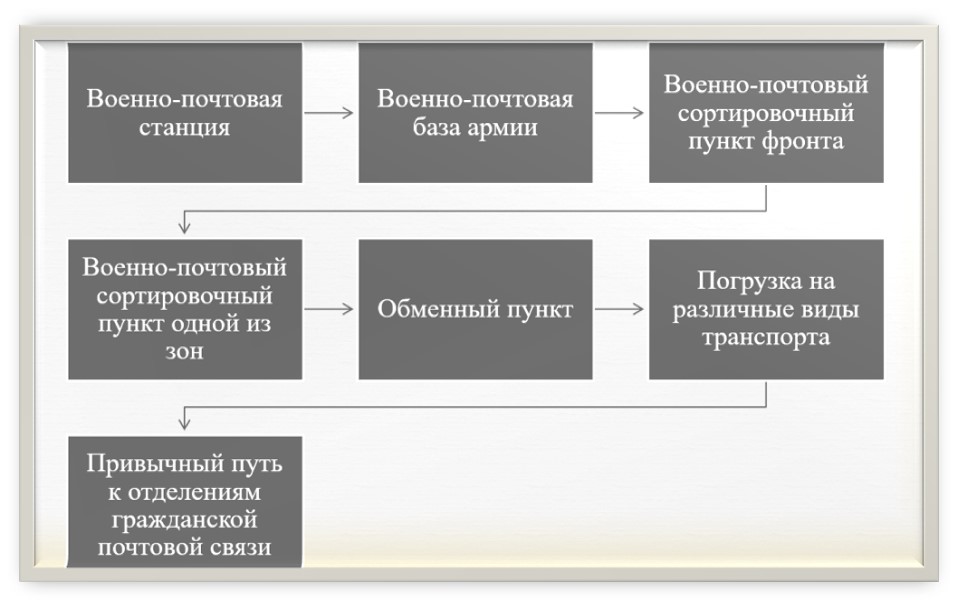 Военно-почтовая
станция
Военно-почтовая
база армии
Военно-почтовый
сортировочный
пункт фронта
Военно-почтовый
сортировочный
пункт одной из
зон
Обменный пункт
Погрузка на
различные виды
транспорта
Привычный путь
к отделениям
гражданской
почтовой связи